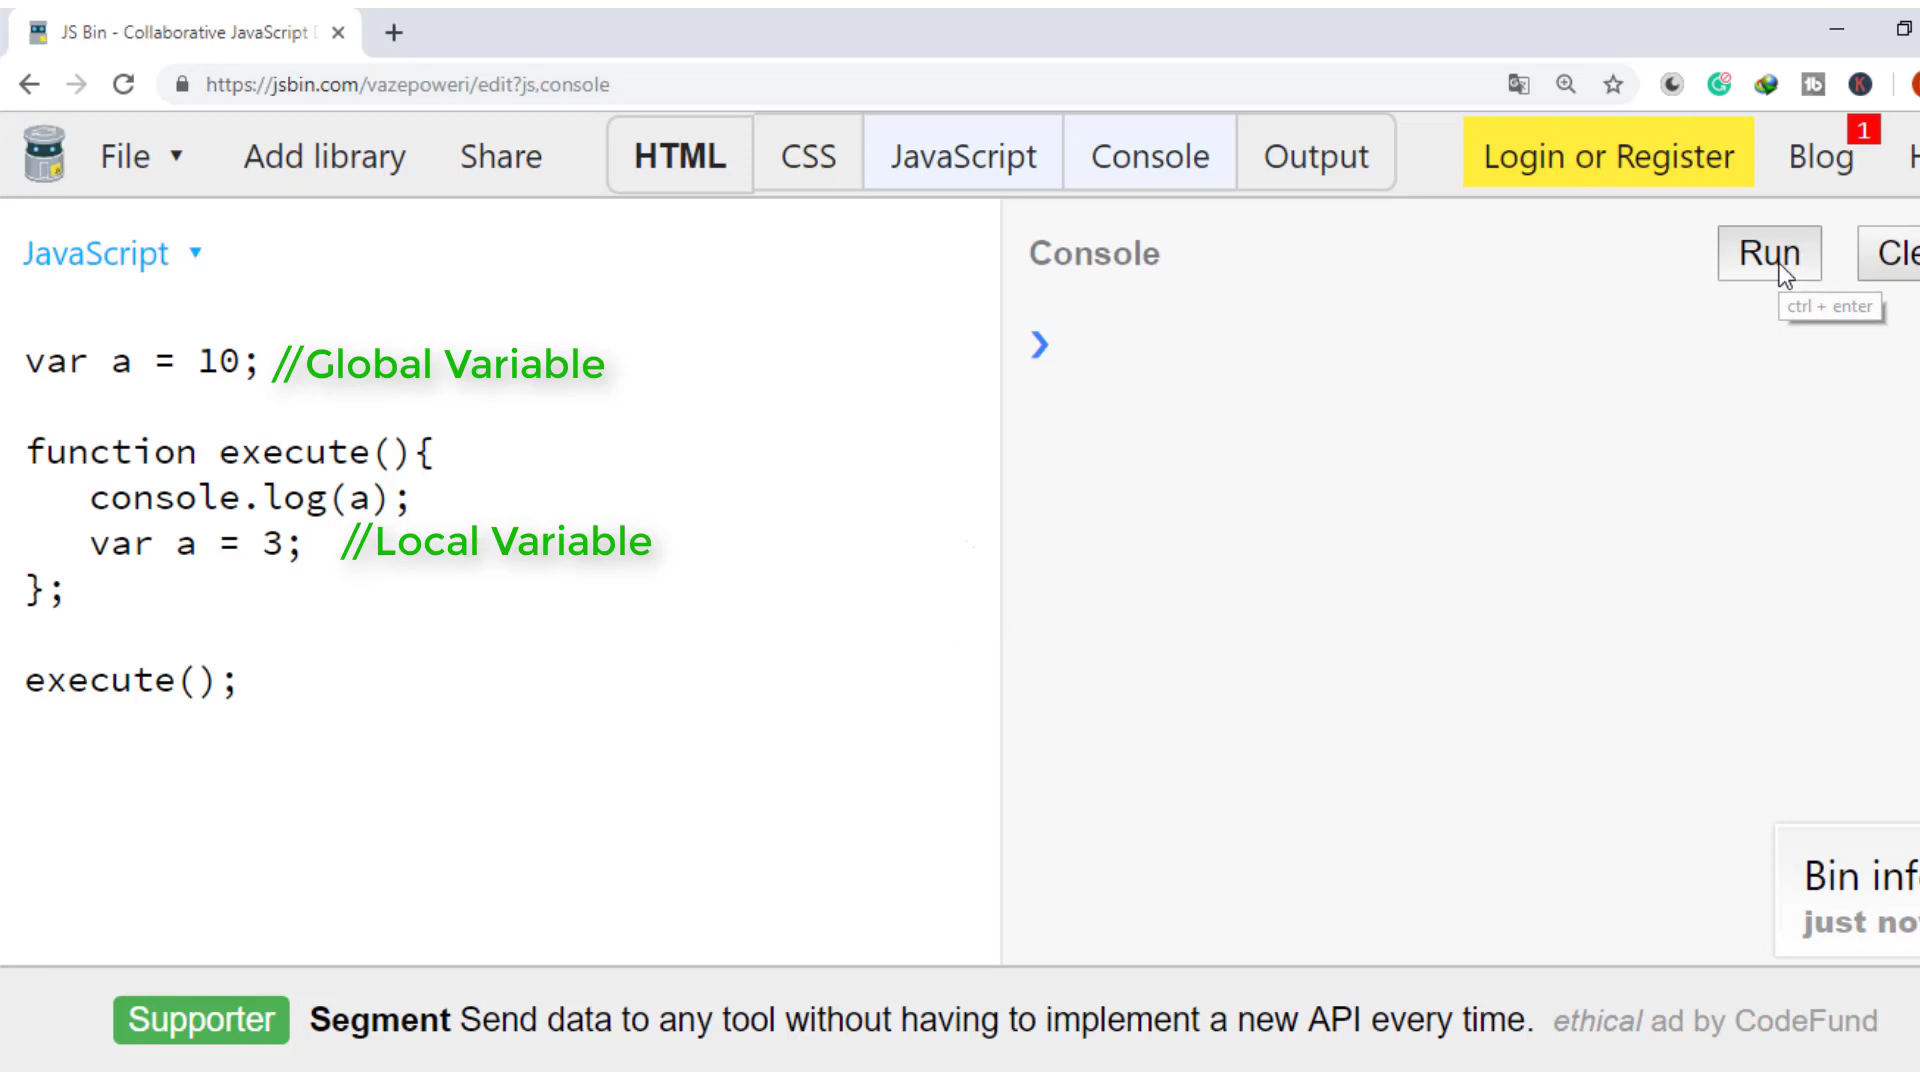 JS Bin - Collaborative JavaScript
https://jsbin.com/vazepoweri/edit?js,console
File Add library Share HTML CSS JavaScript Console Output Login or Register Blog 1
JavaScript
Console
Run
ctrl + enter
var a = 10; //Global Variable
function execute(){
console.log(a);
var a = 3; //Local Variable
};
execute();
Bin inf
just no
Supporter Segment Send data to any tool without having to implement a new API every time. ethical ad by CodeFund